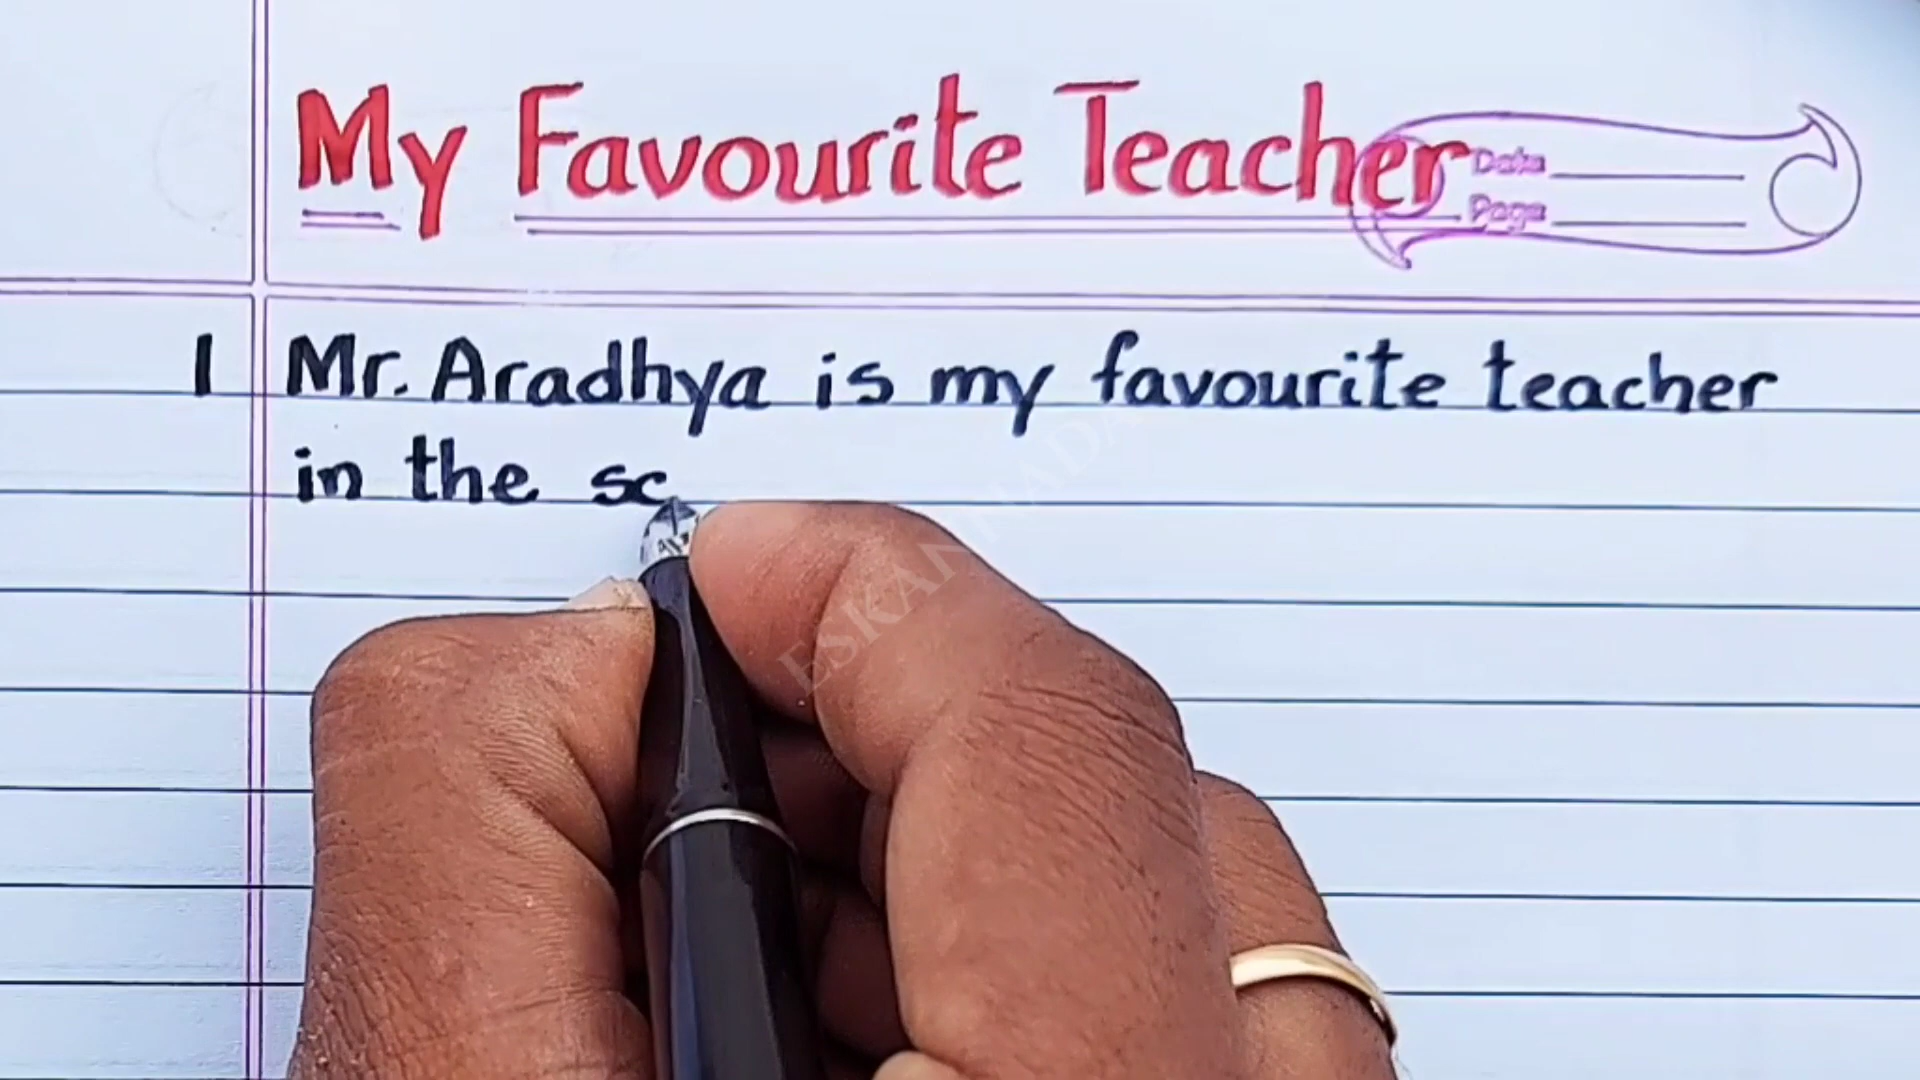 My Favourite Teacher
Date
Page
1 Mr. Aradhya is my favourite teacher
in the sc